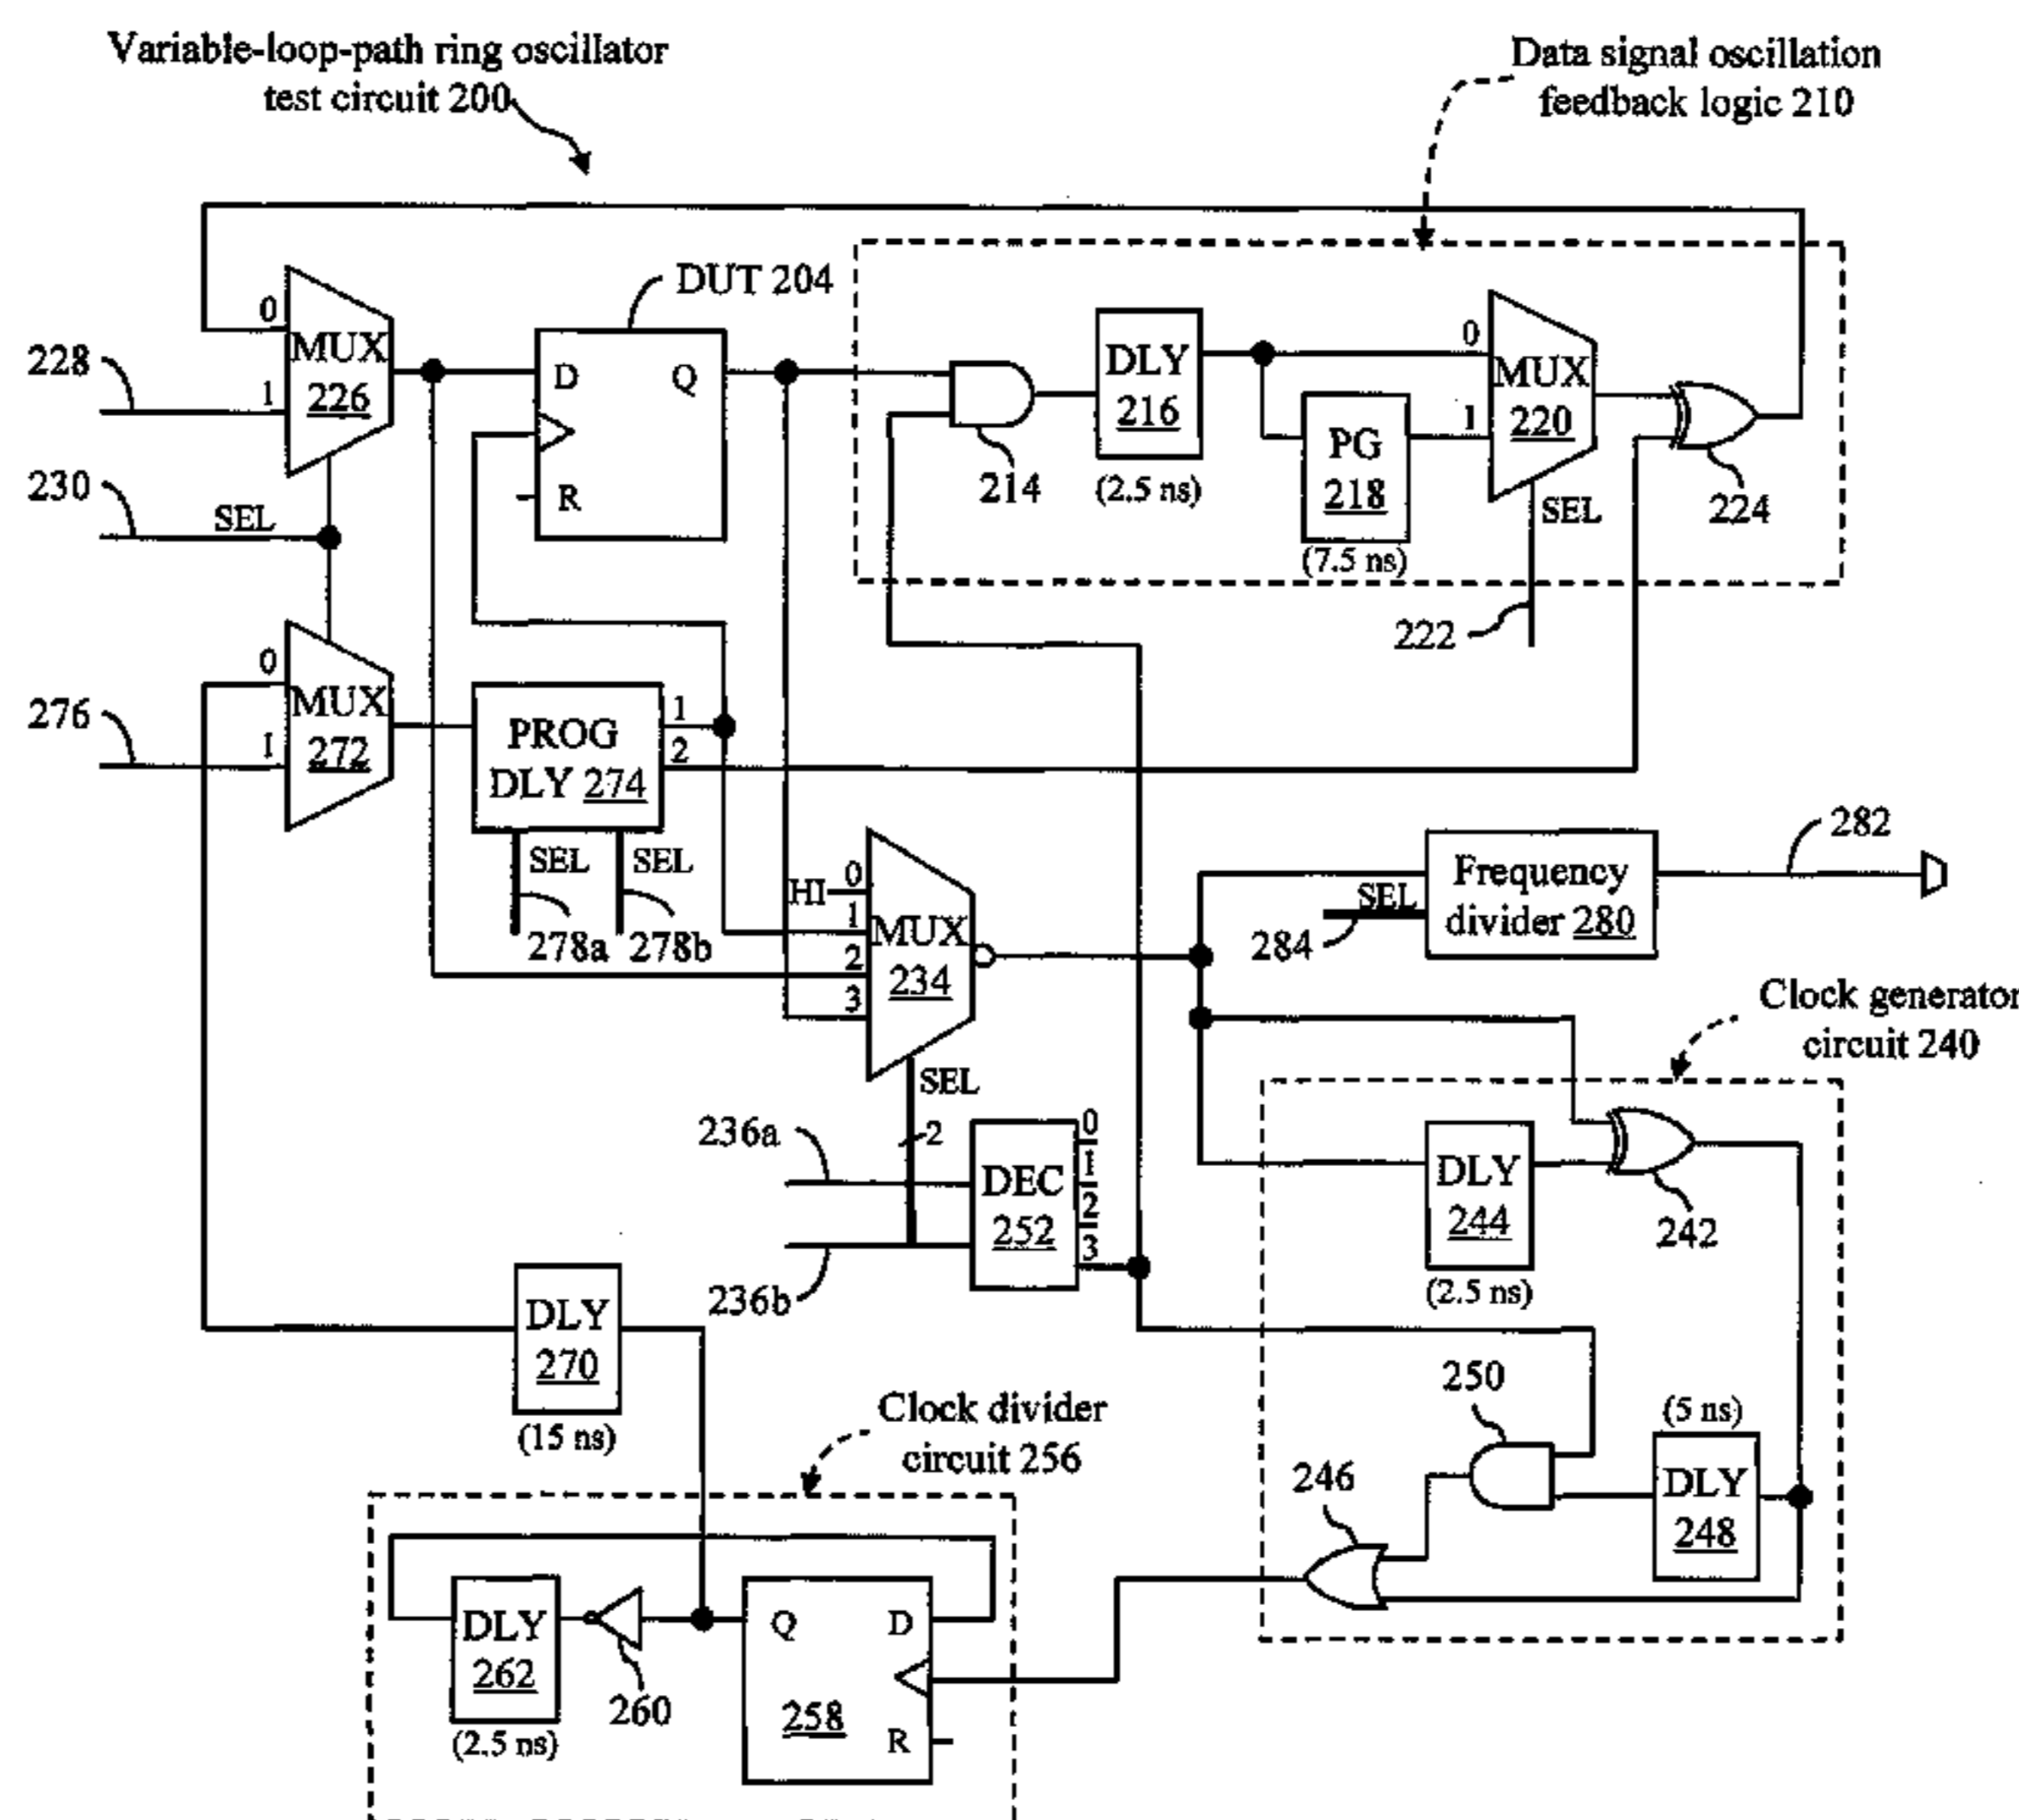 Variable-loop-path ring oscillator
test circuit 200
Data signal oscillation
feedback logic 210
DUT 204
0
MUX
226
1
228
230
SEL
D
Q
R
214
DLY
216
(2.5 ns)
PG
218
(7.5 ns)
0
MUX
220
1
SEL
222
224
0
MUX
272
1
276
PROG
DLY 274
1
2
SEL
SEL
278a
278b
HI
0
1
2
3
MUX
234
SEL
2
236a
236b
DEC
252
0
1
2
3
282
Frequency
divider 280
SEL
284
Clock generator
circuit 240
DLY
244
(2.5 ns)
242
250
(5 ns)
DLY
248
246
DLY
270
(15 ns)
Clock divider
circuit 256
DLY
262
(2.5 ns)
260
Q
D
258
R